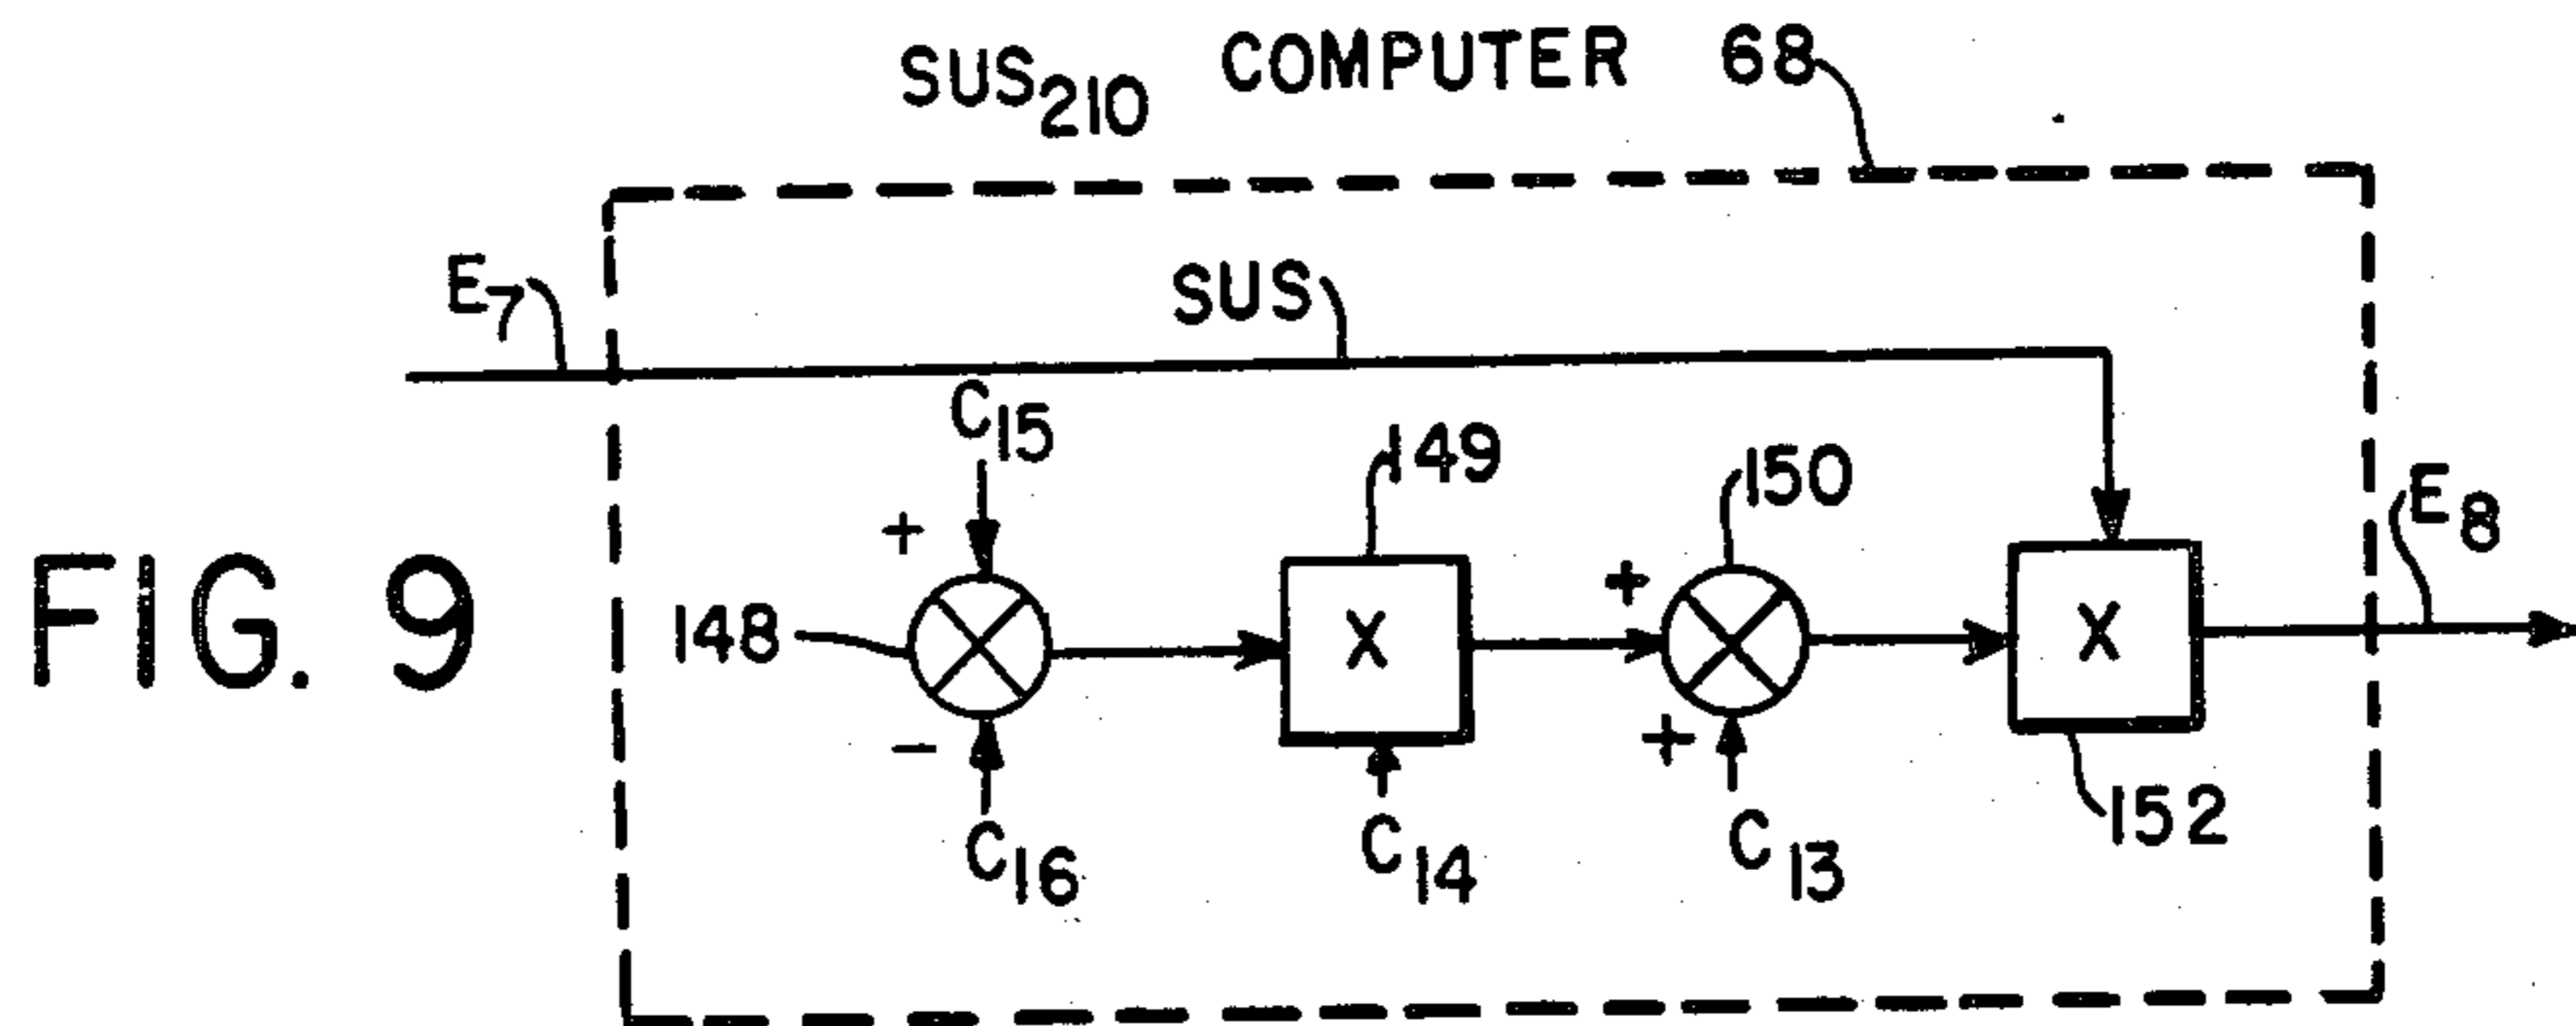 SUS210 COMPUTER 68
E7
SUS
C15
149
150
E8
+
+
FIG. 9
148
X
X
-
+
152
C16
C14
C13